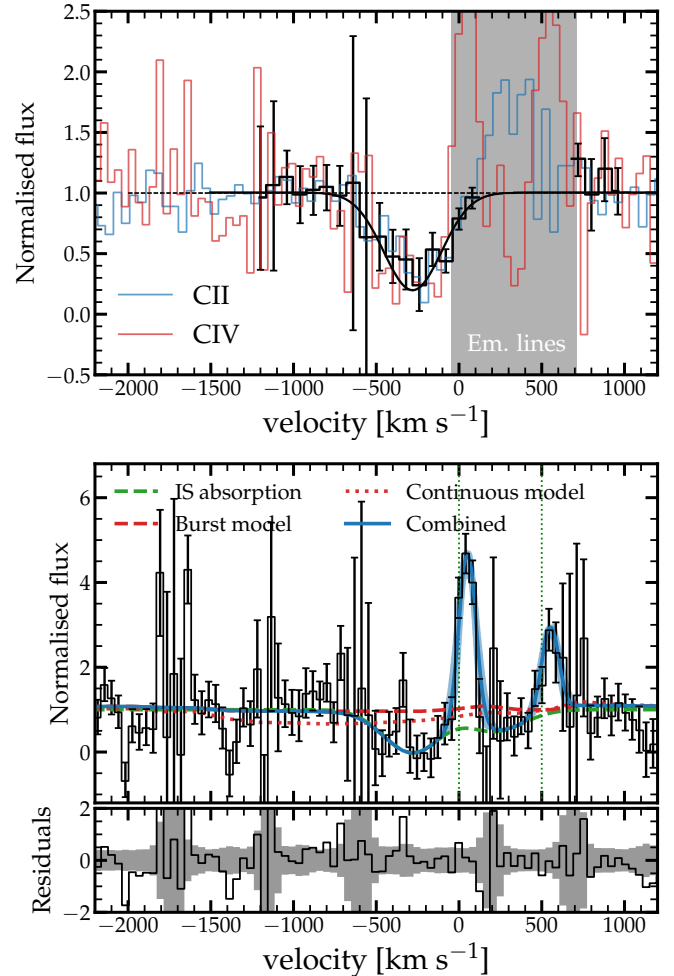 2.5
2.0
1.5
1.0
0.5
0.0
−0.5
Normalised flux
CII
CIV
Em. lines
−2000 −1500 −1000 −500 0 500 1000
velocity [km s⁻¹]
6
4
2
0
Normalised flux
IS absorption
Burst model
Continuous model
Combined
2
0
−2
Residuals
−2000 −1500 −1000 −500 0 500 1000
velocity [km s⁻¹]